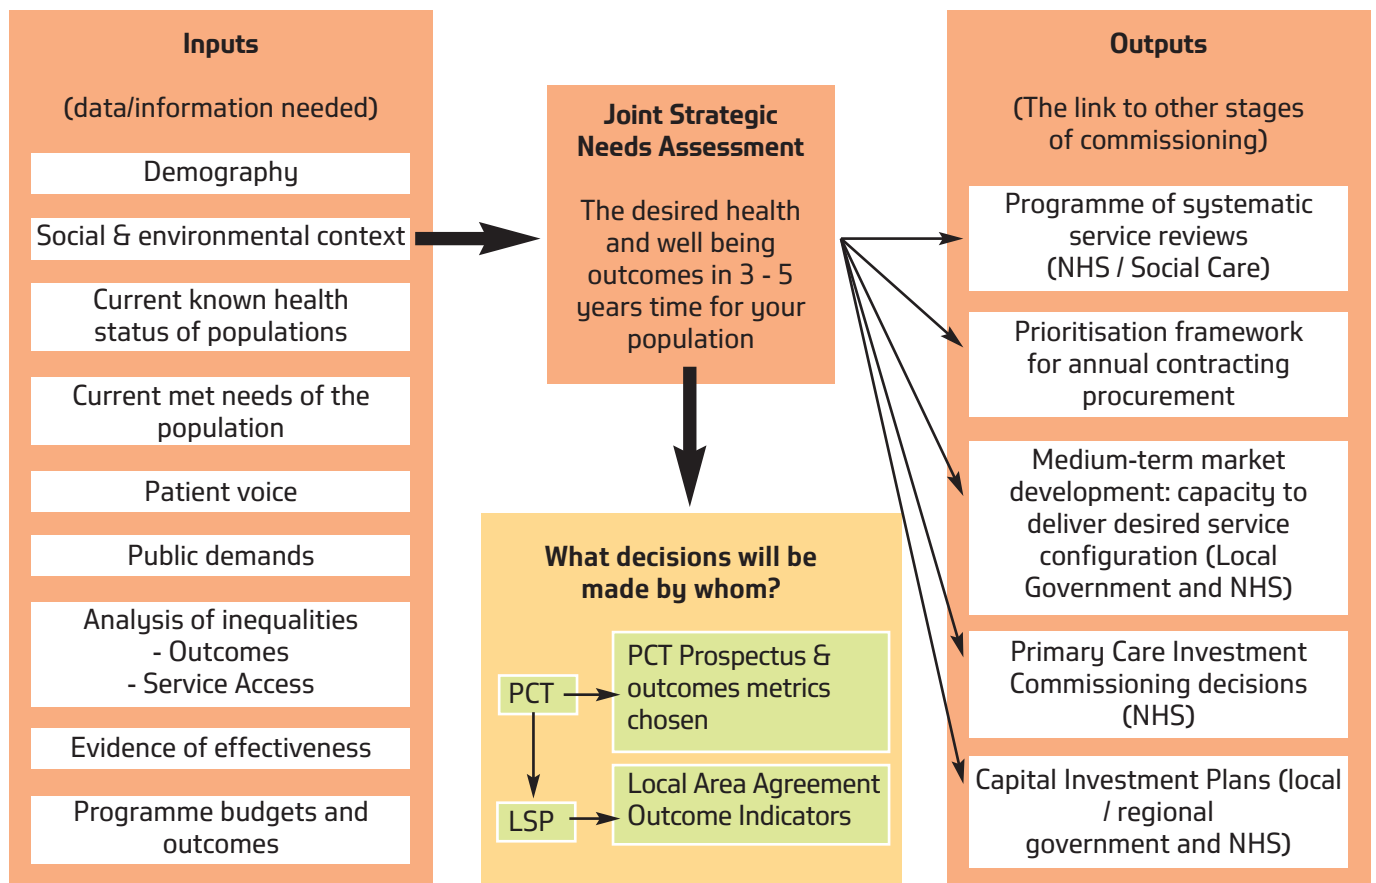 Inputs
(data/information needed)
Demography
Social & environmental context
Current known health
status of populations
Current met needs of the
population
Patient voice
Public demands
Analysis of inequalities
- Outcomes
- Service Access
Evidence of effectiveness
Programme budgets and
outcomes
Joint Strategic
Needs Assessment
The desired health
and well being
outcomes in 3 - 5
years time for your
population
What decisions will be
made by whom?
PCT
PCT Prospectus &
outcomes metrics
chosen
LSP
Local Area Agreement
Outcome Indicators
Outputs
(The link to other stages
of commissioning)
Programme of systematic
service reviews
(NHS / Social Care)
Prioritisation framework
for annual contracting
procurement
Medium-term market
development: capacity to
deliver desired service
configuration (Local
Government and NHS)
Primary Care Investment
Commissioning decisions
(NHS)
Capital Investment Plans (local
/ regional
government and NHS)